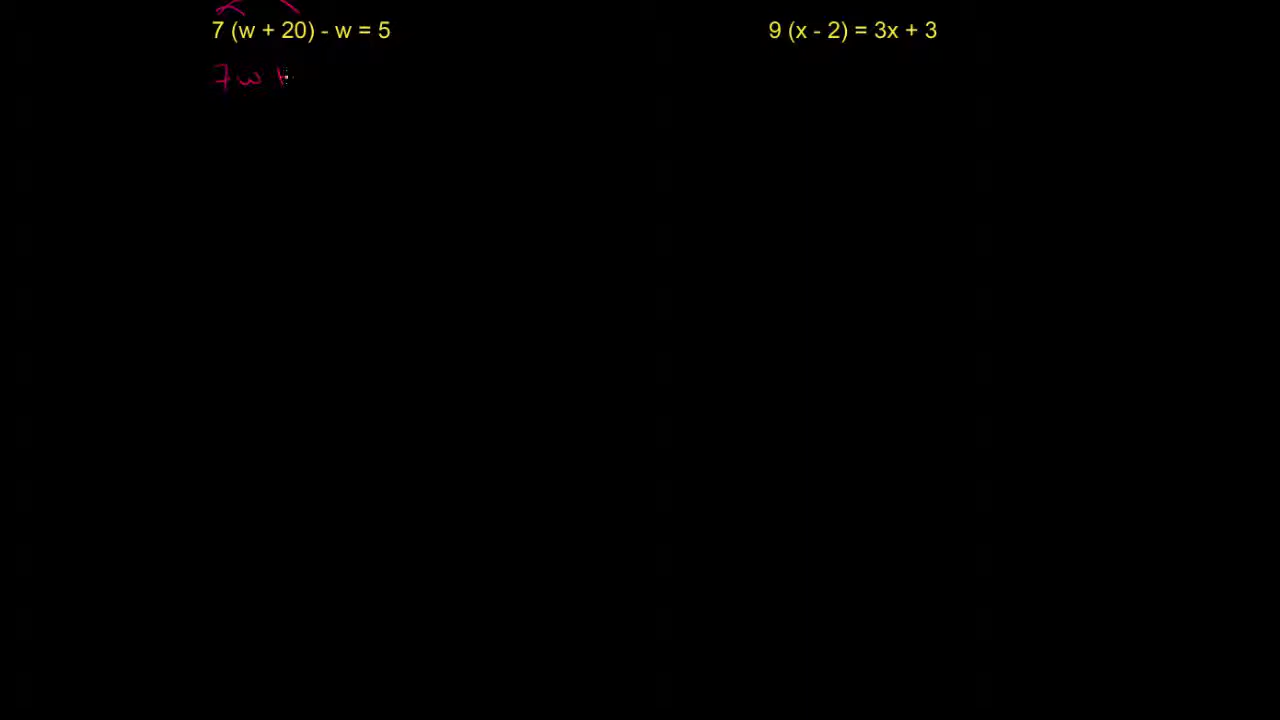 7 (w + 20) - w = 5
9 (x - 2) = 3x + 3
7w +